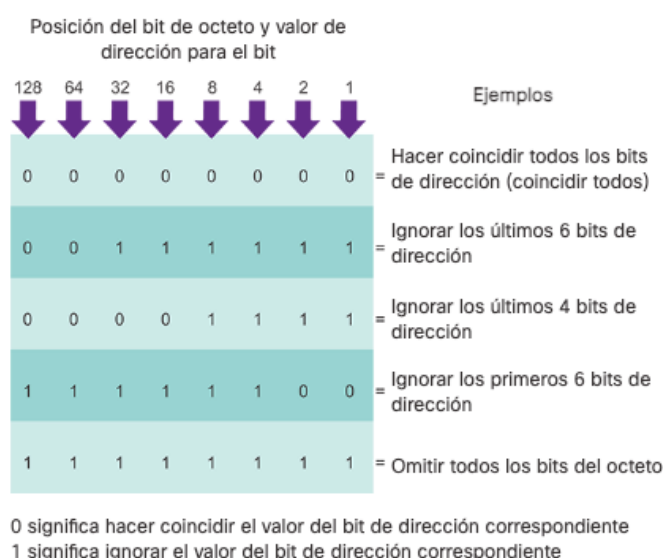 Posición del bit de octeto y valor de
dirección para el bit
128 64 32 16 8 4 2 1
Ejemplos
0 0 0 0 0 0 0 0 = Hacer coincidir todos los bits
de dirección (coincidir todos)
0 0 1 1 1 1 1 1 = Ignorar los últimos 6 bits de
dirección
0 0 0 0 1 1 1 1 = Ignorar los últimos 4 bits de
dirección
1 1 1 1 1 1 0 0 = Ignorar los primeros 6 bits de
dirección
1 1 1 1 1 1 1 1 = Omitir todos los bits del octeto
0 significa hacer coincidir el valor del bit de dirección correspondiente
1 significa ignorar el valor del bit de dirección correspondiente